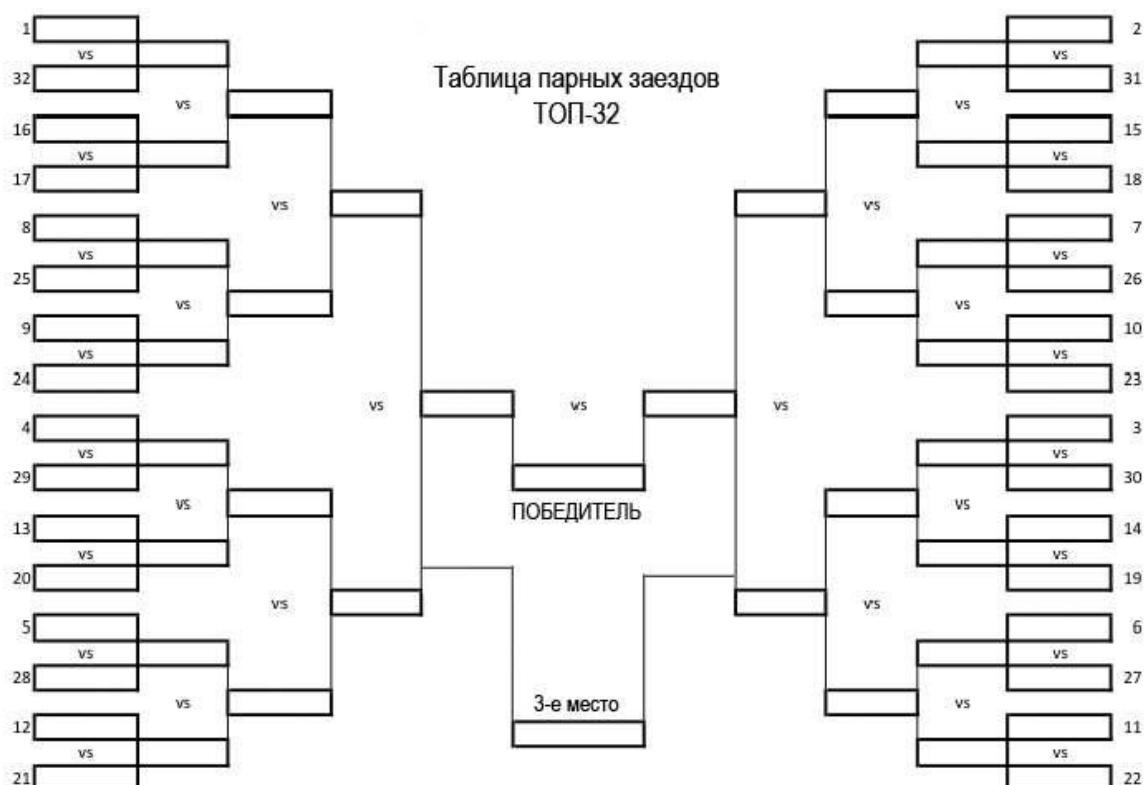 Таблица парных заездов
ТОП-32
1
vs
32
vs
16
vs
17
vs
8
vs
25
vs
9
vs
24
vs
4
vs
29
vs
13
vs
20
vs
5
vs
28
vs
12
vs
21
vs
ПОБЕДИТЕЛЬ
3-е место
vs
2
vs
31
vs
15
vs
18
vs
7
vs
26
vs
10
vs
23
vs
3
vs
30
vs
14
vs
19
vs
6
vs
27
vs
11
vs
22